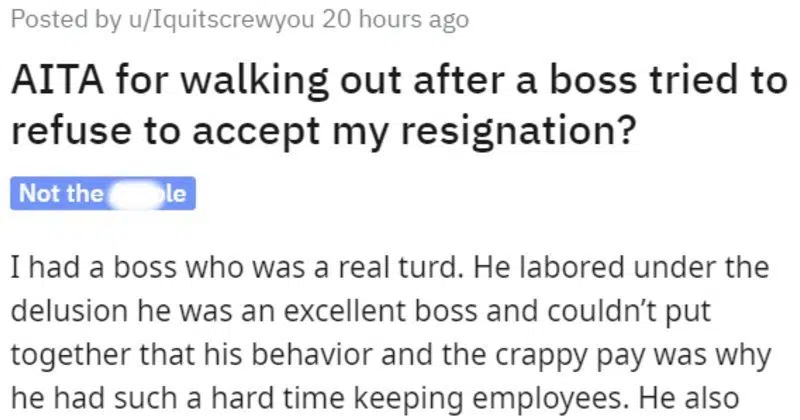 Posted by u/Iquitscrewyou 20 hours ago
AITA for walking out after a boss tried to
refuse to accept my resignation?
Not the
I had a boss who was a real turd. He labored under the
delusion he was an excellent boss and couldn’t put
together that his behavior and the crappy pay was why
he had such a hard time keeping employees. He also